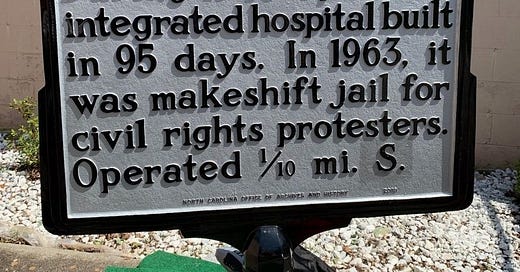 integrated hospital built
in 95 days. In 1963, it
was makeshift jail for
civil rights protesters.
Operated 1/10 mi. S.
NORTH CAROLINA OFFICE OF ARCHIVES AND HISTORY